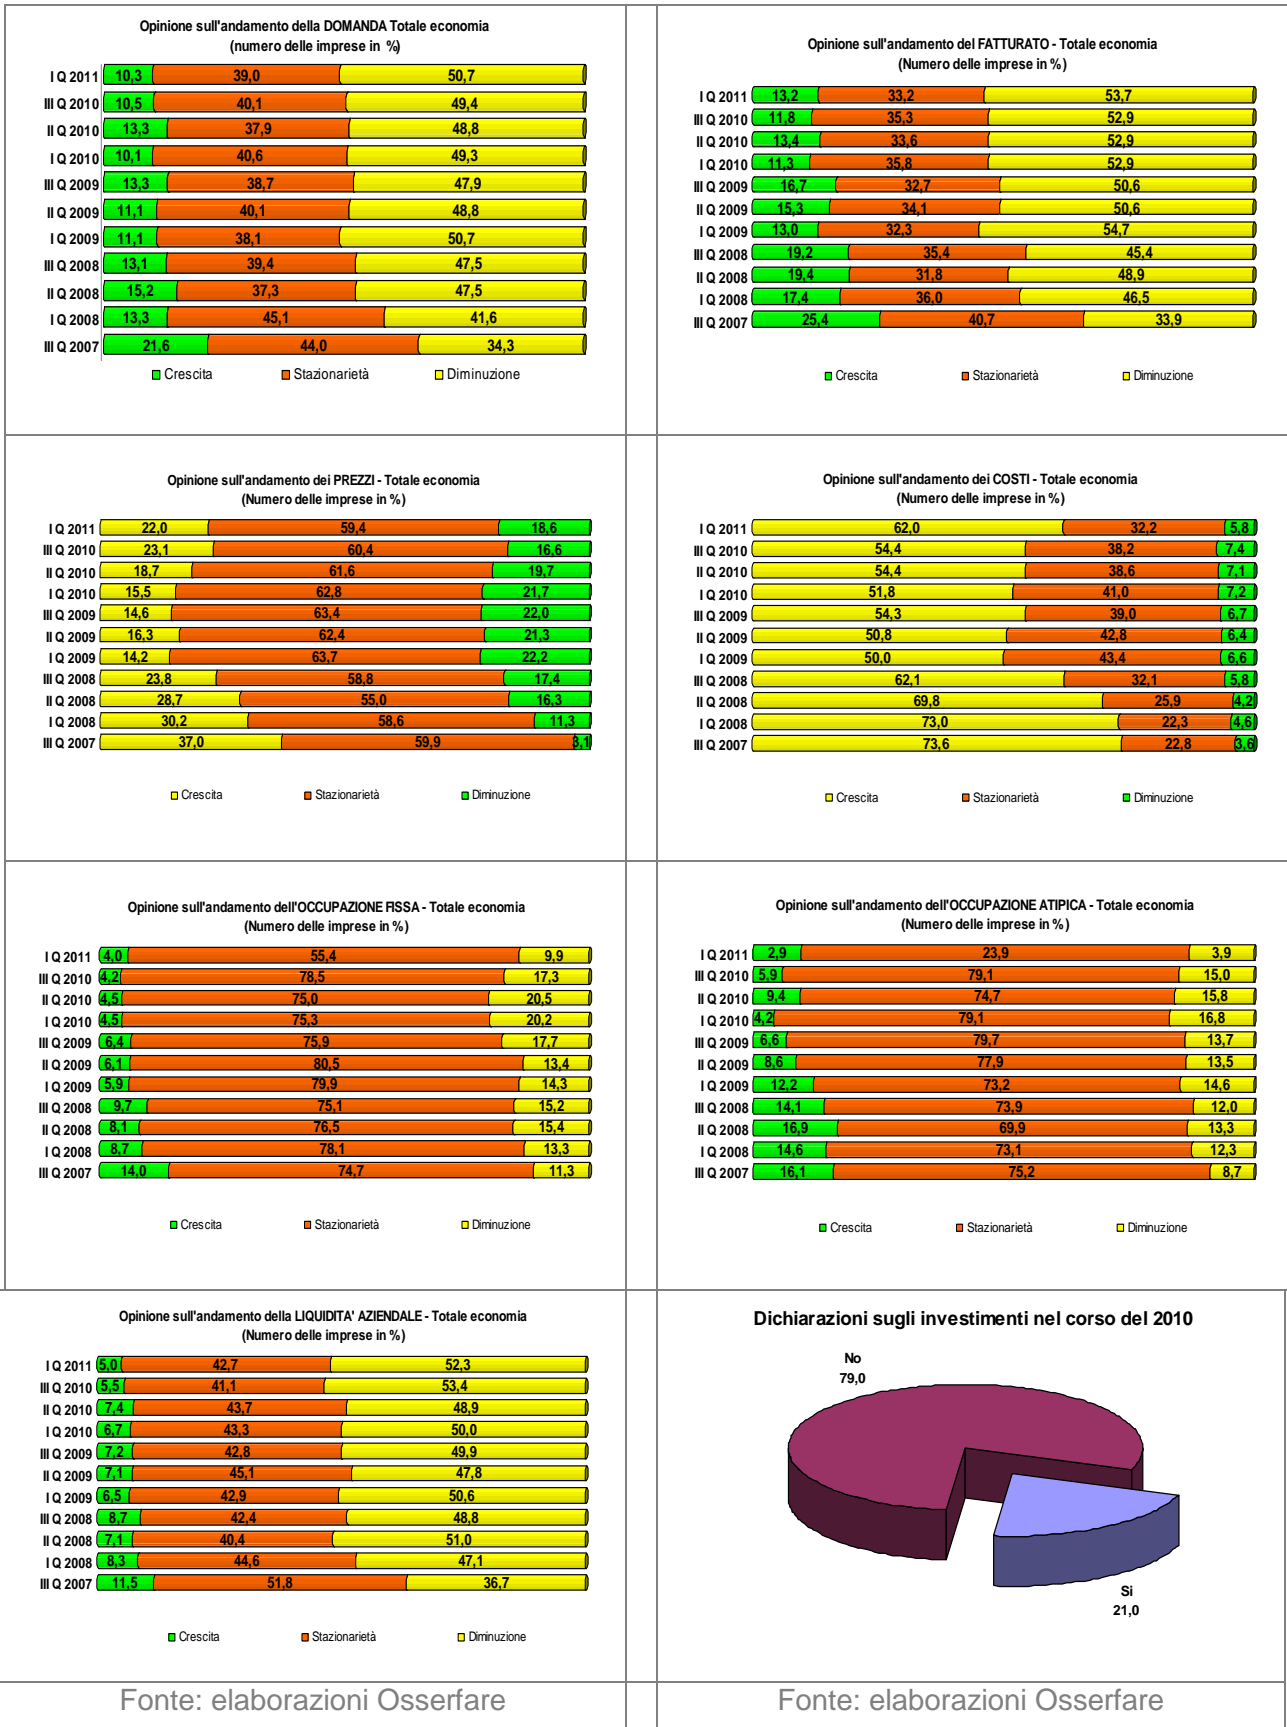 Opinione sull'andamento della DOMANDA Totale economia
(numero delle imprese in %)
I Q 2011 10,3 39,0 50,7
III Q 2010 10,5 40,1 49,4
II Q 2010 13,3 37,9 48,8
I Q 2010 10,1 40,6 49,3
III Q 2009 13,3 38,7 47,9
II Q 2009 11,1 40,1 48,8
I Q 2009 11,1 38,1 50,7
III Q 2008 13,1 39,4 47,5
II Q 2008 15,2 37,3 47,5
I Q 2008 13,3 45,1 41,6
III Q 2007 21,6 44,0 34,3
Crescita Stazionarietà Diminuzione
Opinione sull'andamento del FATTURATO - Totale economia
(Numero delle imprese in %)
I Q 2011 13,2 33,2 53,7
III Q 2010 11,8 35,3 52,9
II Q 2010 13,4 33,6 52,9
I Q 2010 11,3 35,8 52,9
III Q 2009 16,7 32,7 50,6
II Q 2009 15,3 34,1 50,6
I Q 2009 13,0 32,3 54,7
III Q 2008 19,2 35,4 45,4
II Q 2008 19,4 31,8 48,9
I Q 2008 17,4 36,0 46,5
III Q 2007 25,4 40,7 33,9
Crescita Stazionarietà Diminuzione
Opinione sull'andamento dei PREZZI - Totale economia
(Numero delle imprese in %)
I Q 2011 22,0 59,4 18,6
III Q 2010 23,1 60,4 16,6
II Q 2010 18,7 61,6 19,7
I Q 2010 15,5 62,8 21,7
III Q 2009 14,6 63,4 22,0
II Q 2009 16,3 62,4 21,3
I Q 2009 14,2 63,7 22,2
III Q 2008 23,8 58,8 17,4
II Q 2008 28,7 55,0 16,3
I Q 2008 30,2 58,6 11,3
III Q 2007 37,0 59,9 3,1
Crescita Stazionarietà Diminuzione
Opinione sull'andamento dei COSTI - Totale economia
(Numero delle imprese in %)
I Q 2011 62,0 32,2 5,8
III Q 2010 54,4 38,2 7,4
II Q 2010 54,4 38,6 7,1
I Q 2010 51,8 41,0 7,2
III Q 2009 54,3 39,0 6,7
II Q 2009 50,8 42,8 6,4
I Q 2009 50,0 43,4 6,6
III Q 2008 62,1 32,1 5,8
II Q 2008 69,8 25,9 4,2
I Q 2008 73,0 22,3 4,6
III Q 2007 73,6 22,8 3,6
Crescita Stazionarietà Diminuzione
Opinione sull'andamento dell'OCCUPAZIONE FISSA - Totale economia
(Numero delle imprese in %)
I Q 2011 4,0 55,4 9,9
III Q 2010 4,2 78,5 17,3
II Q 2010 4,5 75,0 20,5
I Q 2010 4,5 75,3 20,2
III Q 2009 6,4 75,9 17,7
II Q 2009 6,1 80,5 13,4
I Q 2009 5,9 79,9 14,3
III Q 2008 9,7 75,1 15,2
II Q 2008 8,1 76,5 15,4
I Q 2008 8,7 78,1 13,3
III Q 2007 14,0 74,7 11,3
Crescita Stazionarietà Diminuzione
Opinione sull'andamento dell'OCCUPAZIONE ATIPICA - Totale economia
(Numero delle imprese in %)
I Q 2011 2,9 23,9 3,9
III Q 2010 5,9 79,1 15,0
II Q 2010 9,4 74,7 15,8
I Q 2010 4,2 79,1 16,8
III Q 2009 6,6 79,7 13,7
II Q 2009 8,6 77,9 13,5
I Q 2009 12,2 73,2 14,6
III Q 2008 14,1 73,9 12,0
II Q 2008 16,9 69,9 13,3
I Q 2008 14,6 73,1 12,3
III Q 2007 16,1 75,2 8,7
Crescita Stazionarietà Diminuzione
Opinione sull'andamento della LIQUIDITA' AZIENDALE - Totale economia
(Numero delle imprese in %)
I Q 2011 5,0 42,7 52,3
III Q 2010 5,5 41,1 53,4
II Q 2010 7,4 43,7 48,9
I Q 2010 6,7 43,3 50,0
III Q 2009 7,2 42,8 49,9
II Q 2009 7,1 45,1 47,8
I Q 2009 6,5 42,9 50,6
III Q 2008 8,7 42,4 48,8
II Q 2008 7,1 40,4 51,0
I Q 2008 8,3 44,6 47,1
III Q 2007 11,5 51,8 36,7
Crescita Stazionarietà Diminuzione
Dichiarazioni sugli investimenti nel corso del 2010
No
79,0
Si
21,0
Fonte: elaborazioni Osserfare
Fonte: elaborazioni Osserfare